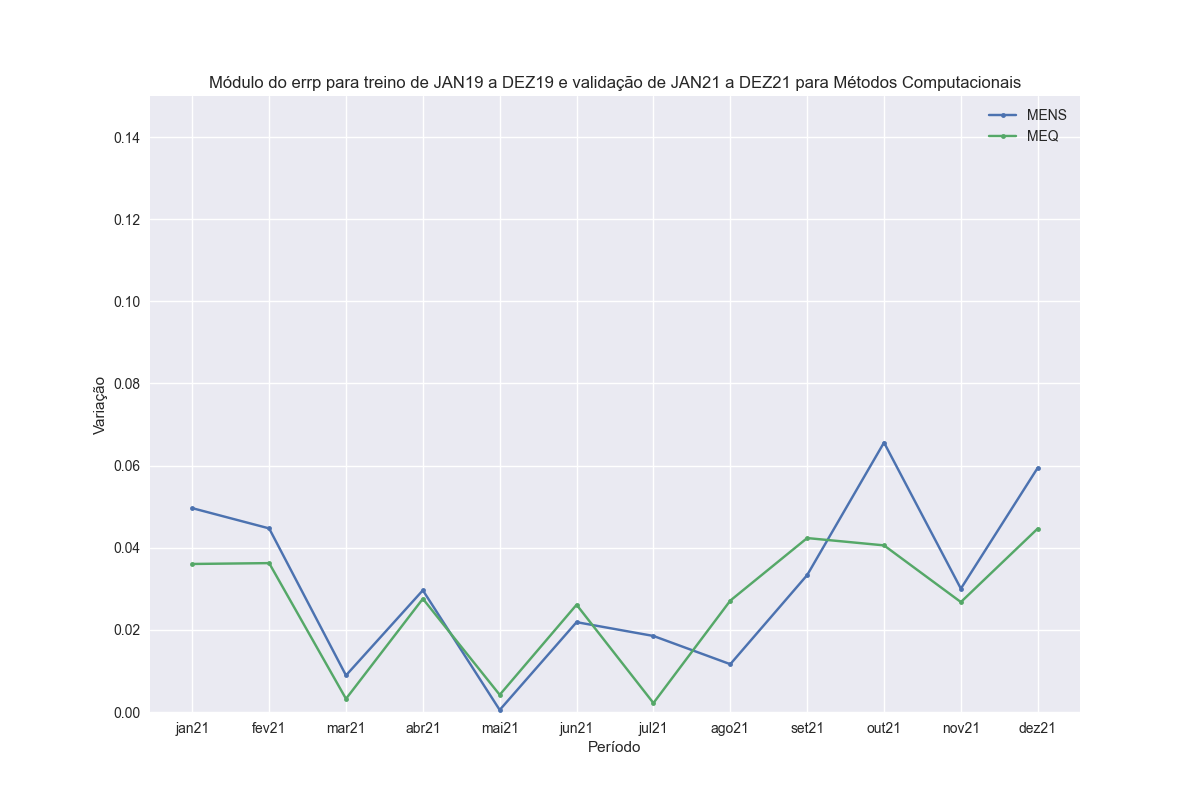 Módulo do errp para treino de JAN19 a DEZ19 e validação de JAN21 a DEZ21 para Métodos Computacionais
MENS
MEQ
0.14
0.12
0.10
0.08
0.06
0.04
0.02
0.00
Variação
jan21 fev21 mar21 abr21 mai21 jun21 jul21 ago21 set21 out21 nov21 dez21
Período